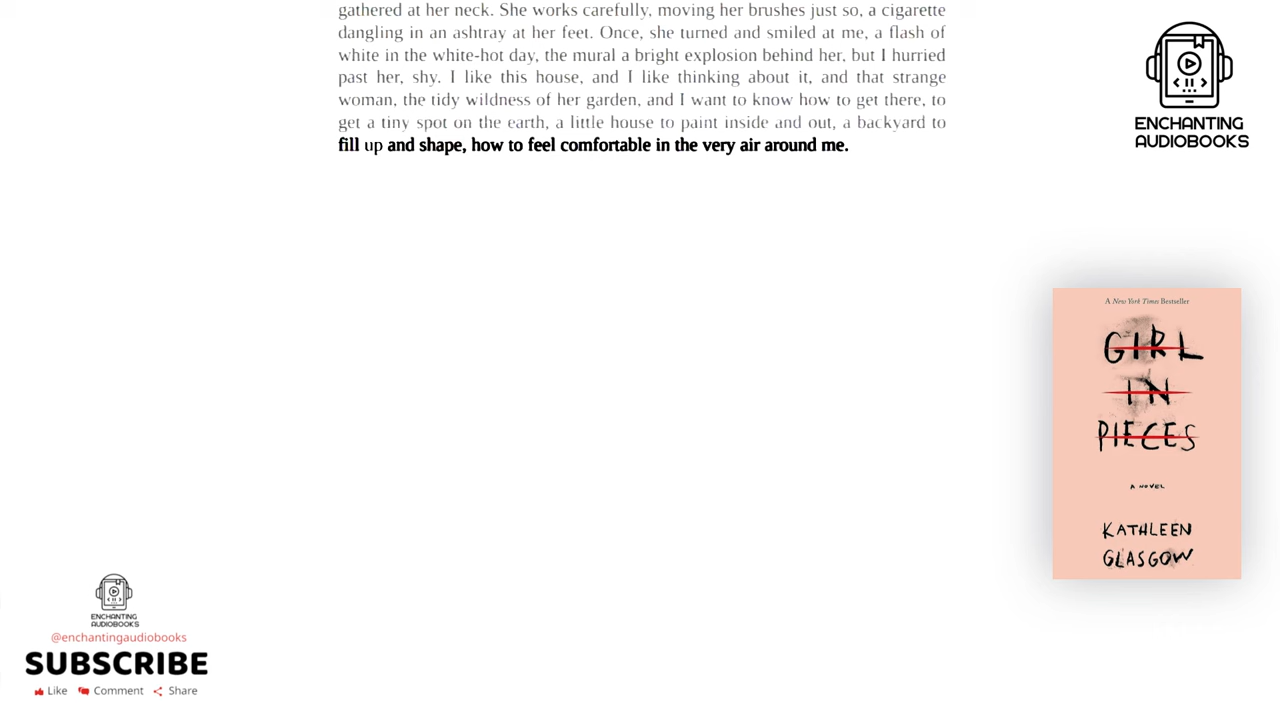 gathered at her neck. She works carefully, moving her brushes just so, a cigarette
dangling in an ashtray at her feet. Once, she turned and smiled at me, a flash of
white in the white-hot day, the mural a bright explosion behind her, but I hurried
past her, shy. I like this house, and I like thinking about it, and that strange
woman, the tidy wildness of her garden, and I want to know how to get there, to
get a tiny spot on the earth, a little house to paint inside and out, a backyard to
fill up and shape, how to feel comfortable in the very air around me.
ENCHANTING
AUDIOBOOKS
A New York Times Bestseller
GIRL
IN
PIECES
A NOVEL
KATHLEEN
GLASGOW
ENCHANTING
AUDIOBOOKS
@enchantingaudiobooks
SUBSCRIBE
Like Comment Share